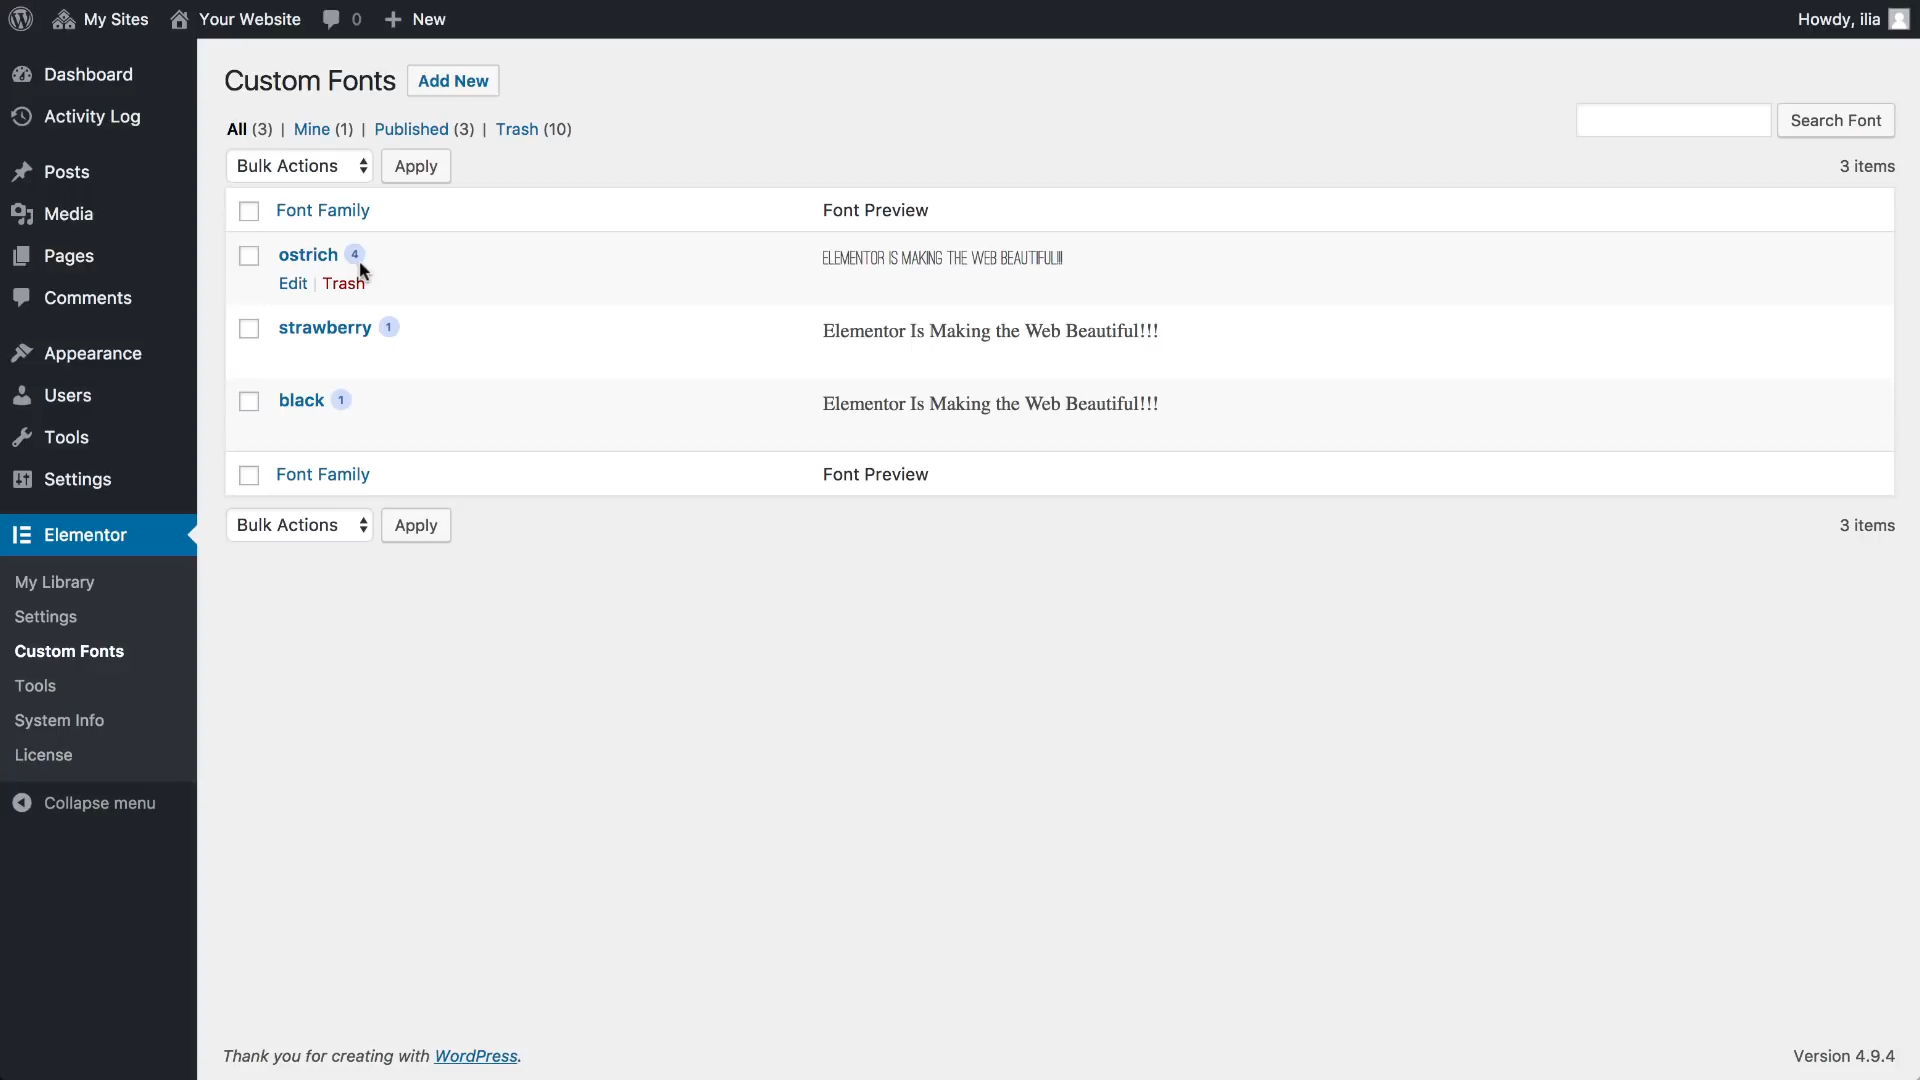 My Sites Your Website 0 New Howdy, ilia
Dashboard
Activity Log
Posts
Media
Pages
Comments
Appearance
Users
Tools
Settings
Elementor
My Library
Settings
Custom Fonts
Tools
System Info
License
Collapse menu
Custom Fonts Add New
All (3) | Mine (1) | Published (3) | Trash (10)
Search Font
Bulk Actions Apply 3 items
Font Family Font Preview
ostrich 4 ELEMENTOR IS MAKING THE WEB BEAUTIFUL!!!
Edit | Trash
strawberry 1 Elementor Is Making the Web Beautiful!!!
black 1 Elementor Is Making the Web Beautiful!!!
Font Family Font Preview
Bulk Actions Apply 3 items
Thank you for creating with WordPress. Version 4.9.4